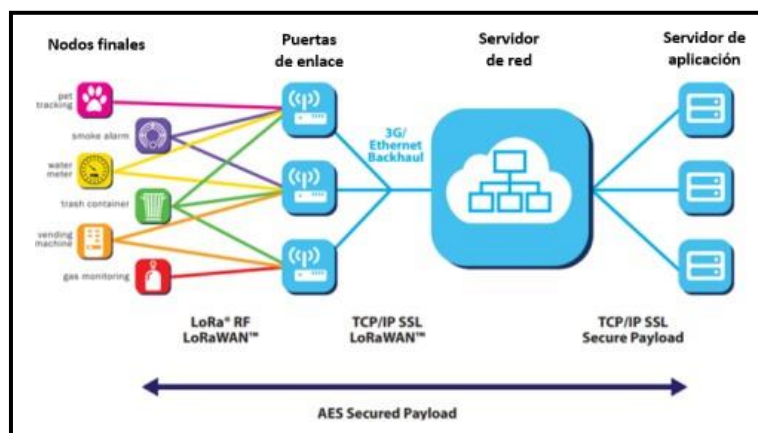 Nodos finales
Puertas
de enlace
Servidor
de red
Servidor de
aplicación
pet
tracking
smoke alarm
water
meter
trash container
vending
machine
gas monitoring
3G/
Ethernet
Backhaul
LoRa® RF
LoRaWAN™
TCP/IP SSL
LoRaWAN™
TCP/IP SSL
Secure Payload
AES Secured Payload